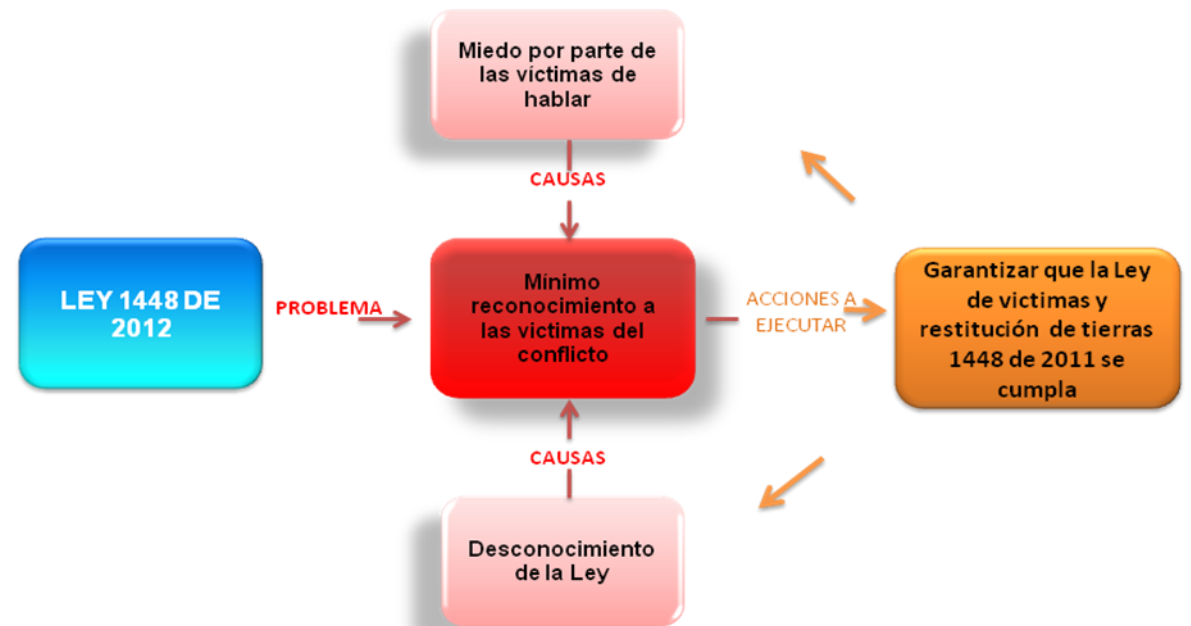 Miedo por parte de
las víctimas de
hablar
CAUSAS
LEY 1448 DE
2012
PROBLEMA
Mínimo
reconocimiento a
las victimas del
conflicto
ACCIONES A
EJECUTAR
Garantizar que la Ley
de victimas y
restitución de tierras
1448 de 2011 se
cumpla
CAUSAS
Desconocimiento
de la Ley